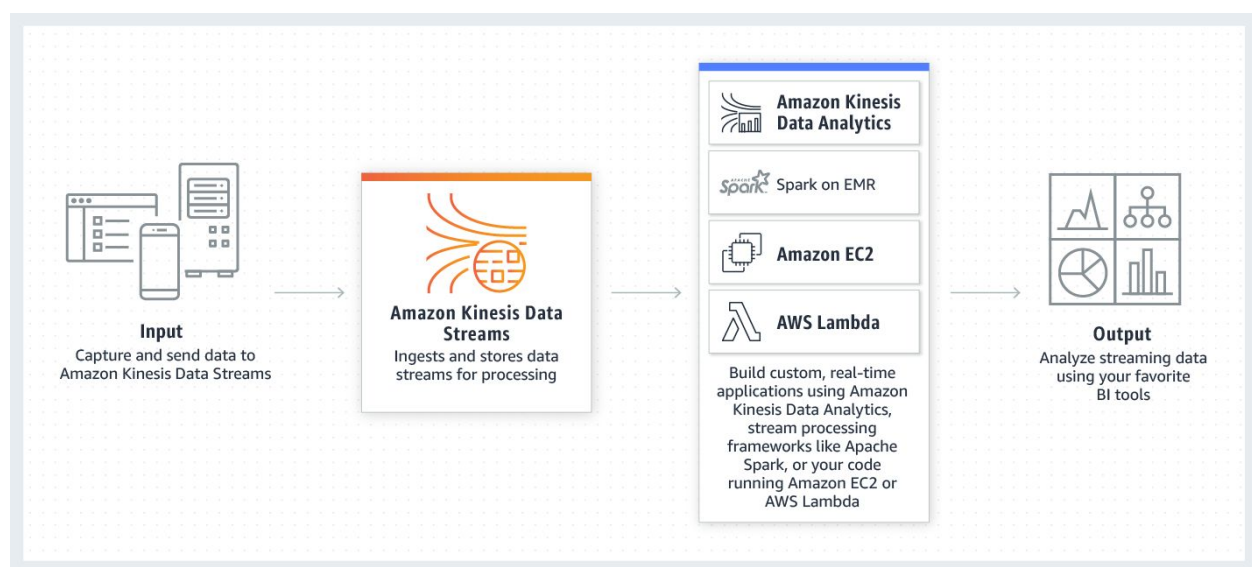 Input
Capture and send data to
Amazon Kinesis Data Streams
Amazon Kinesis Data
Streams
Ingests and stores data
streams for processing
Amazon Kinesis
Data Analytics
APACHE
Spark
Spark on EMR
Amazon EC2
AWS Lambda
Build custom, real-time
applications using Amazon
Kinesis Data Analytics,
stream processing
frameworks like Apache
Spark, or your code
running Amazon EC2 or
AWS Lambda
Output
Analyze streaming data
using your favorite
BI tools